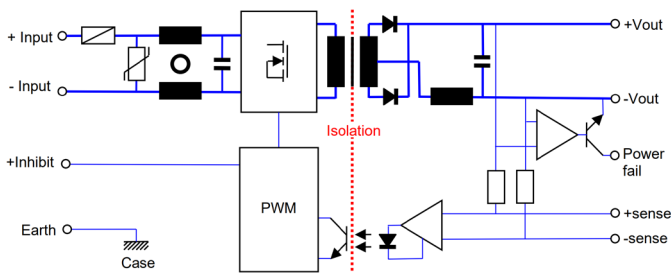 + Input
- Input
+Inhibit
Earth
Case
PWM
Isolation
+Vout
-Vout
Power
fail
+sense
-sense